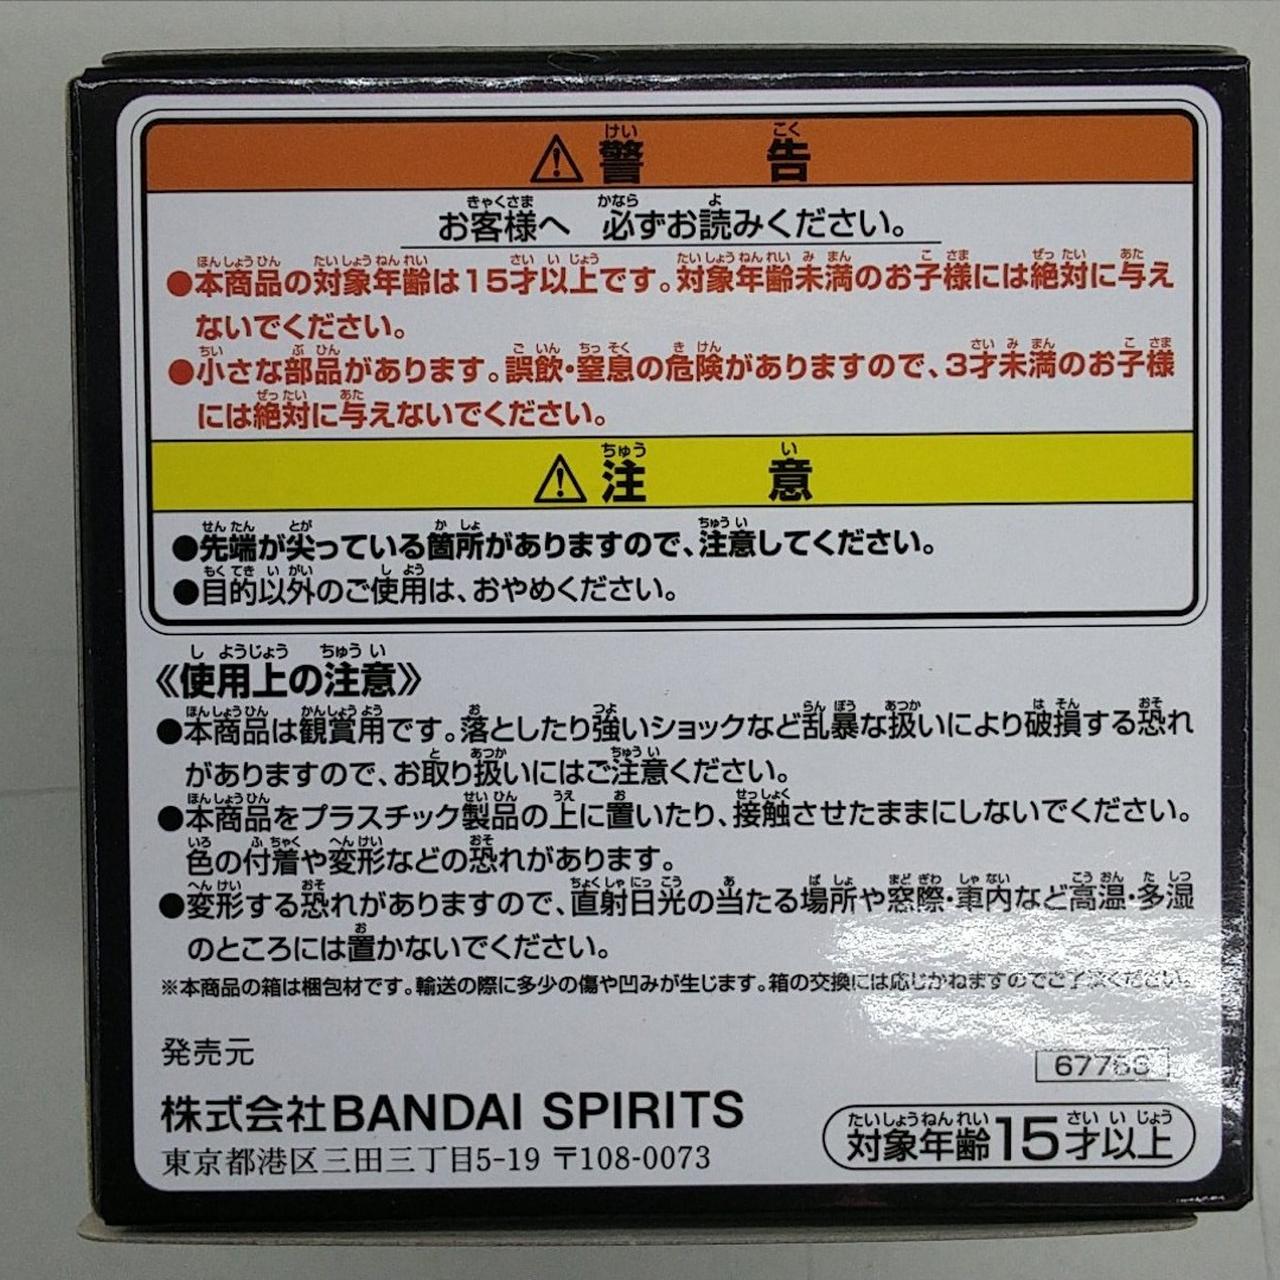 ⚠警告
お客様へ 必ずお読みください。
●本商品の対象年齢は15才以上です。対象年齢未満のお子様には絶対に与え
ないでください。
●小さな部品があります。誤飲・窒息の危険がありますので、3才未満のお子様
には絶対に与えないでください。
⚠注意
●先端が尖っている箇所がありますので、注意してください。
●目的以外のご使用は、おやめください。
《使用上の注意》
●本商品は観賞用です。落としたり強いショックなど乱暴な扱いにより破損する恐れ
がありますので、お取り扱いにはご注意ください。
●本商品をプラスチック製品の上に置いたり、接触させたままにしないでください。
色の付着や変形などの恐れがあります。
●変形する恐れがありますので、直射日光の当たる場所や窓際・車内など高温・多湿
のところには置かないでください。
※本商品の箱は梱包材です。輸送の際に多少の傷や凹みが生じます。箱の交換には応じかねますのでご了承ください。
発売元
株式会社BANDAI SPIRITS
東京都港区三田三丁目5-19 〒108-0073
対象年齢15才以上